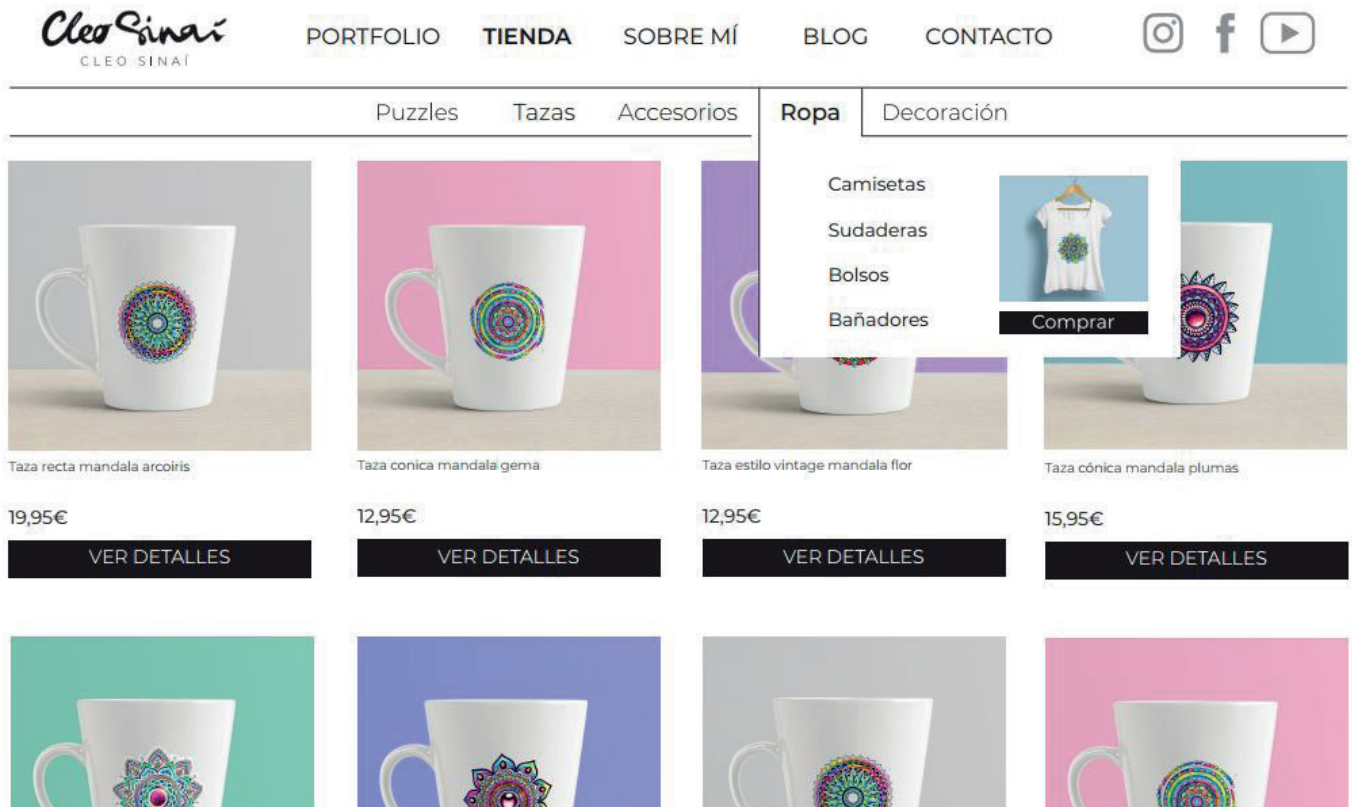 Cleo Sinaí
CLEO SINAÍ
PORTFOLIO TIENDA SOBRE MÍ BLOG CONTACTO
Puzzles Tazas Accesorios Ropa Decoración
Camisetas
Sudaderas
Bolsos
Bañadores
Comprar
Taza recta mandala arcoiris
Taza conica mandala gema
Taza estilo vintage mandala flor
Taza cónica mandala plumas
19,95€
12,95€
12,95€
15,95€
VER DETALLES
VER DETALLES
VER DETALLES
VER DETALLES